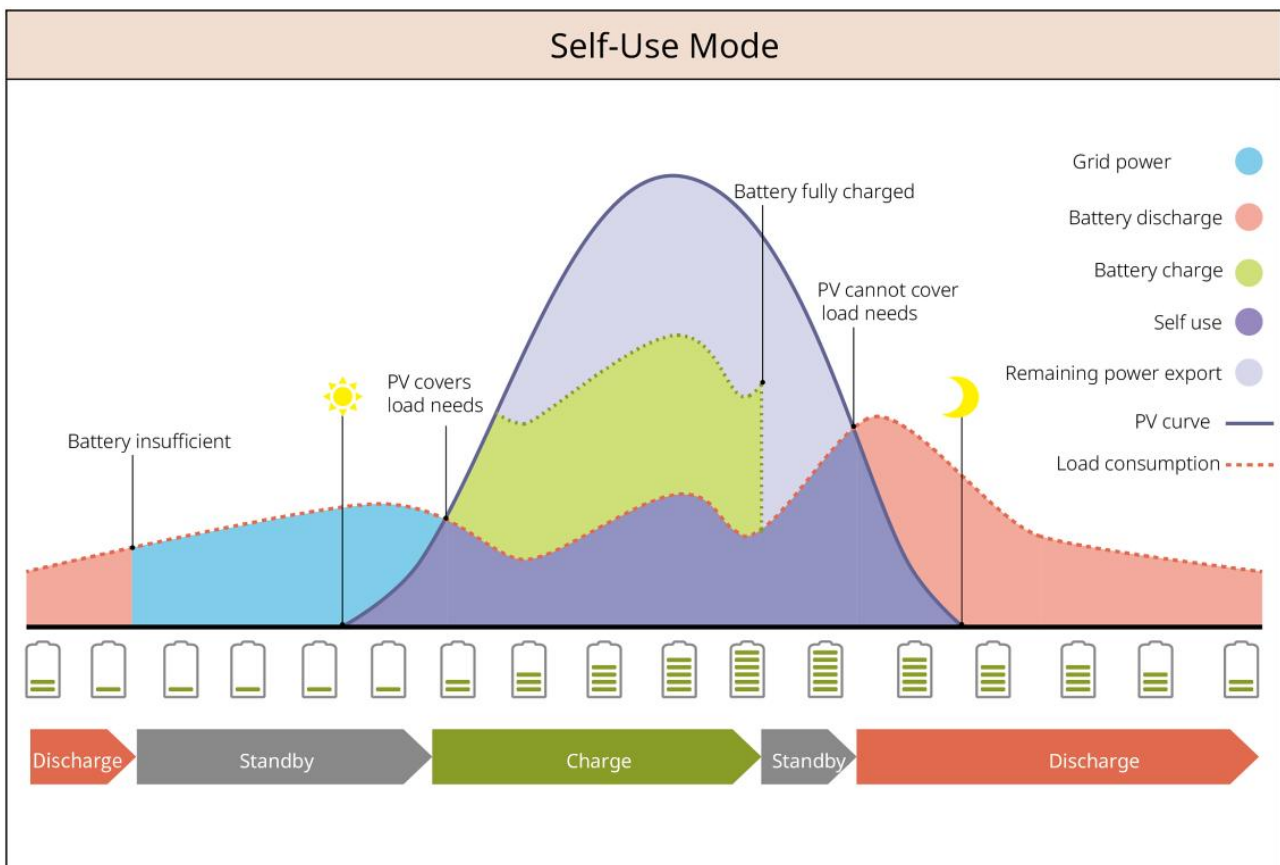 Self-Use Mode
Grid power
Battery fully charged
Battery discharge
Battery charge
PV cannot cover
load needs
Self use
PV covers
load needs
Remaining power export
PV curve
Battery insufficient
Load consumption
Discharge
Standby
Charge
Standby
Discharge